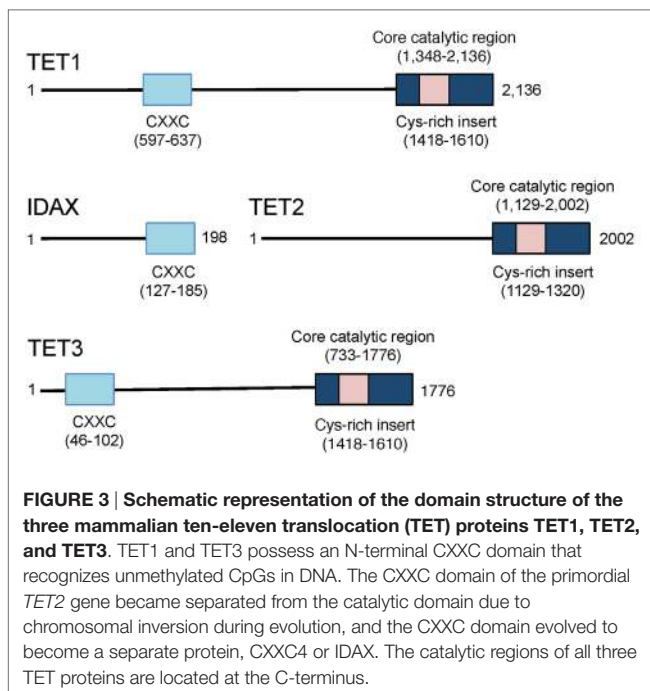 Core catalytic region
(1,348-2,136)
TET1
1
2,136
CXXC
(597-637)
Cys-rich insert
(1418-1610)
Core catalytic region
(1,129-2,002)
IDAX
TET2
1
198
1
2002
CXXC
(127-185)
Cys-rich insert
(1129-1320)
Core catalytic region
(733-1776)
TET3
1
1776
CXXC
(46-102)
Cys-rich insert
(1418-1610)
FIGURE 3 | Schematic representation of the domain structure of the
three mammalian ten-eleven translocation (TET) proteins TET1, TET2,
and TET3. TET1 and TET3 possess an N-terminal CXXC domain that
recognizes unmethylated CpGs in DNA. The CXXC domain of the primordial
TET2 gene became separated from the catalytic domain due to
chromosomal inversion during evolution, and the CXXC domain evolved to
become a separate protein, CXXC4 or IDAX. The catalytic regions of all three
TET proteins are located at the C-terminus.